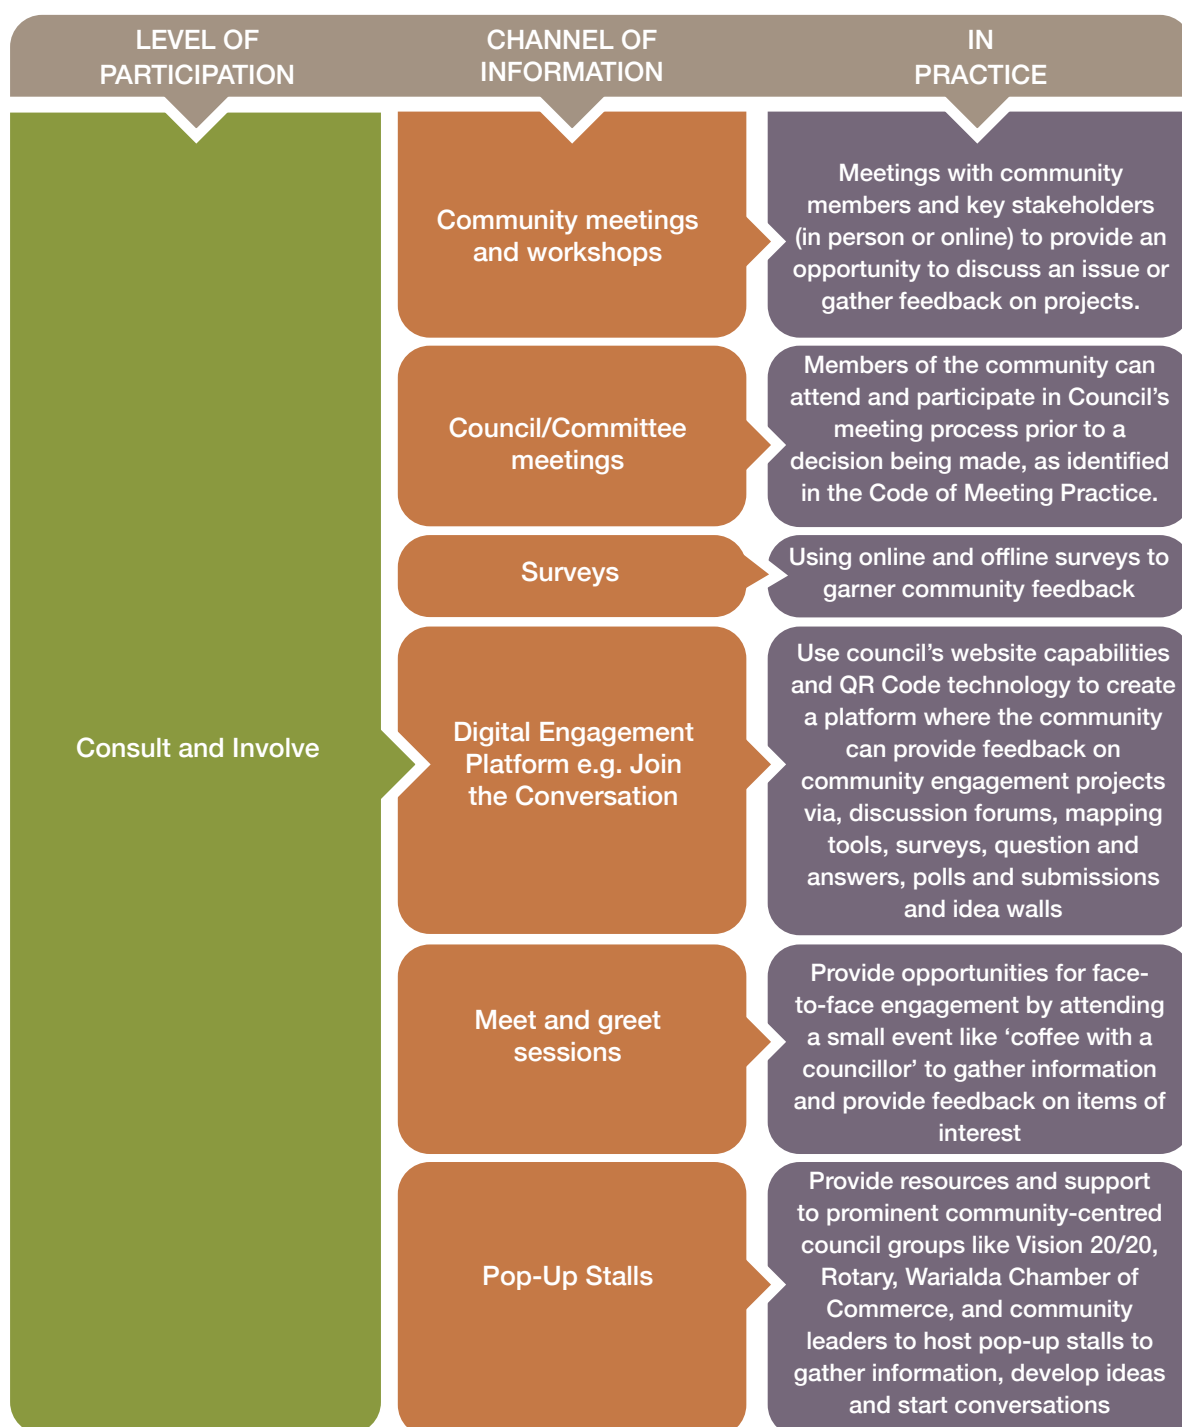 LEVEL OF
PARTICIPATION
CHANNEL OF
INFORMATION
IN
PRACTICE
Consult and Involve
Community meetings
and workshops
Meetings with community
members and key stakeholders
(in person or online) to provide an
opportunity to discuss an issue or
gather feedback on projects.
Council/Committee
meetings
Members of the community can
attend and participate in Council’s
meeting process prior to a
decision being made, as identified
in the Code of Meeting Practice.
Surveys
Using online and offline surveys to
garner community feedback
Digital Engagement
Platform e.g. Join
the Conversation
Use council’s website capabilities
and QR Code technology to create
a platform where the community
can provide feedback on
community engagement projects
via, discussion forums, mapping
tools, surveys, question and
answers, polls and submissions
and idea walls
Meet and greet
sessions
Provide opportunities for face-
to-face engagement by attending
a small event like ‘coffee with a
councillor’ to gather information
and provide feedback on items of
interest
Pop-Up Stalls
Provide resources and support
to prominent community-centred
council groups like Vision 20/20,
Rotary, Warialda Chamber of
Commerce, and community
leaders to host pop-up stalls to
gather information, develop ideas
and start conversations